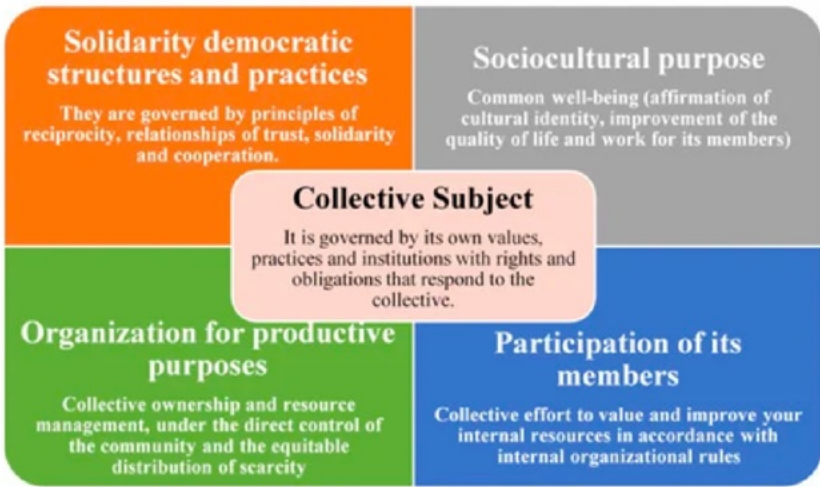 Solidarity democratic
structures and practices
They are governed by principles of
reciprocity, relationships of trust, solidarity
and cooperation.
Sociocultural purpose
Common well-being (affirmation of
cultural identity, improvement of the
quality of life and work for its members)
Collective Subject
It is governed by its own values,
practices and institutions with rights and
obligations that respond to the
collective.
Organization for productive
purposes
Collective ownership and resource
management, under the direct control of
the community and the equitable
distribution of scarcity
Participation of its
members
Collective effort to value and improve your
internal resources in accordance with
internal organizational rules